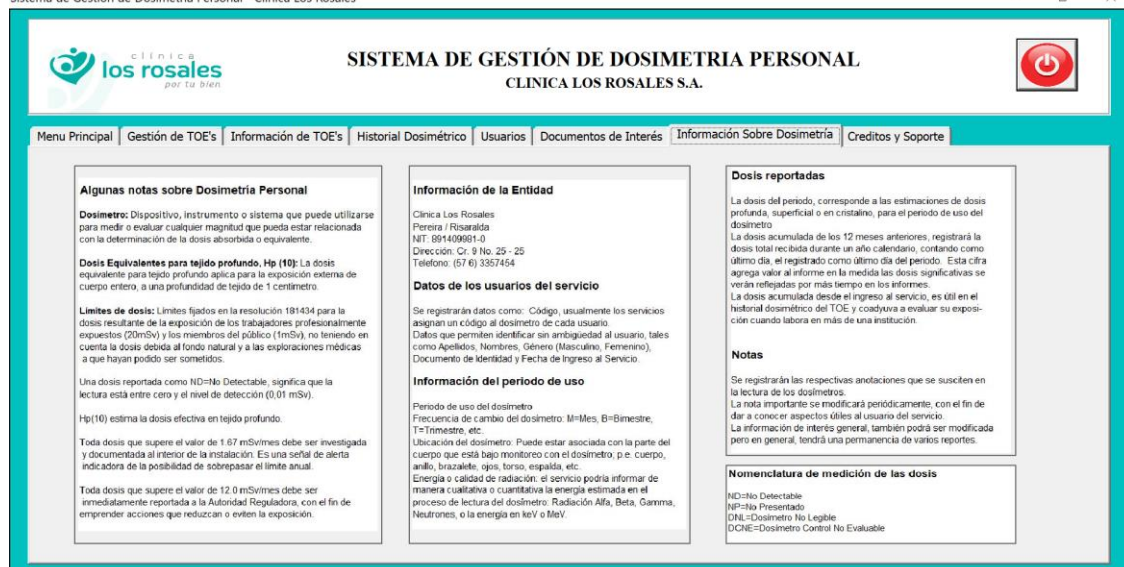 Sistema de Gestión de Dosimetria Personal - Clinica Los Rosales
clínica
los rosales
por tu bien
SISTEMA DE GESTIÓN DE DOSIMETRIA PERSONAL
CLINICA LOS ROSALES S.A.
Menu Principal
Gestión de TOE's
Información de TOE's
Historial Dosimétrico
Usuarios
Documentos de Interés
Información Sobre Dosimetría
Creditos y Soporte
Algunas notas sobre Dosimetría Personal
Dosímetro: Dispositivo, instrumento o sistema que puede utilizarse
para medir o evaluar cualquier magnitud que pueda estar relacionada
con la determinación de la dosis absorbida o equivalente.
Dosis Equivalentes para tejido profundo, Hp (10): La dosis
equivalente para tejido profundo aplica para la exposición externa de
cuerpo entero, a una profundidad de tejido de 1 centímetro.
Límites de dosis: Límites fijados en la resolución 181434 para la
dosis resultante de la exposición de los trabajadores profesionalmente
expuestos (20mSv) y los miembros del público (1mSv), no teniendo en
cuenta la dosis debida al fondo natural y a las exploraciones médicas
a que hayan podido ser sometidos.
Una dosis reportada como ND=No Detectable, significa que la
lectura está entre cero y el nivel de detección (0,01 mSv).
Hp(10) estima la dosis efectiva en tejido profundo.
Toda dosis que supere el valor de 1.67 mSv/mes debe ser investigada
y documentada al interior de la instalación. Es una señal de alerta
indicadora de la posibilidad de sobrepasar el límite anual.
Toda dosis que supere el valor de 12.0 mSv/mes debe ser
inmediatamente reportada a la Autoridad Reguladora, con el fin de
emprender acciones que reduzcan o eviten la exposición.
Información de la Entidad
Clinica Los Rosales
Pereira / Risaralda
NIT: 891409981-0
Dirección: Cr. 9 No. 25 - 25
Telefono: (57 6) 3357454
Datos de los usuarios del servicio
Se registrarán datos como: Código, usualmente los servicios
asignan un código al dosímetro de cada usuario.
Datos que permiten identificar sin ambigüedad al usuario, tales
como Apellidos, Nombres, Género (Masculino, Femenino),
Documento de Identidad y Fecha de Ingreso al Servicio.
Información del periodo de uso
Periodo de uso del dosímetro
Frecuencia de cambio del dosímetro: M=Mes, B=Bimestre,
T=Trimestre, etc.
Ubicación del dosímetro: Puede estar asociada con la parte del
cuerpo que está bajo monitoreo con el dosímetro; p.e. cuerpo,
anillo, brazalete, ojos, torso, espalda, etc.
Energía o calidad de radiación: el servicio podría informar de
manera cualitativa o cuantitativa la energía estimada en el
proceso de lectura del dosímetro: Radiación Alfa, Beta, Gamma,
Neutrones, o la energía en keV o MeV.
Dosis reportadas
La dosis del periodo, corresponde a las estimaciones de dosis
profunda, superficial o en cristalino, para el periodo de uso del
dosímetro
La dosis acumulada de los 12 meses anteriores, registrará la
dosis total recibida durante un año calendario, contando como
último día, el registrado como último día del periodo. Esta cifra
agrega valor al informe en la medida las dosis significativas se
verán reflejadas por más tiempo en los informes.
La dosis acumulada desde el ingreso al servicio, es útil en el
historial dosimétrico del TOE y coadyuva a evaluar su exposi-
ción cuando labora en más de una institución.
Notas
Se registrarán las respectivas anotaciones que se susciten en
la lectura de los dosímetros.
La nota importante se modificará periódicamente, con el fin de
dar a conocer aspectos útiles al usuario del servicio.
La información de interés general, también podrá ser modificada
pero en general, tendrá una permanencia de varios reportes.
Nomenclatura de medición de las dosis
ND=No Detectable
NP=No Presentado
DNL=Dosímetro No Legible
DCNE=Dosímetro Control No Evaluable